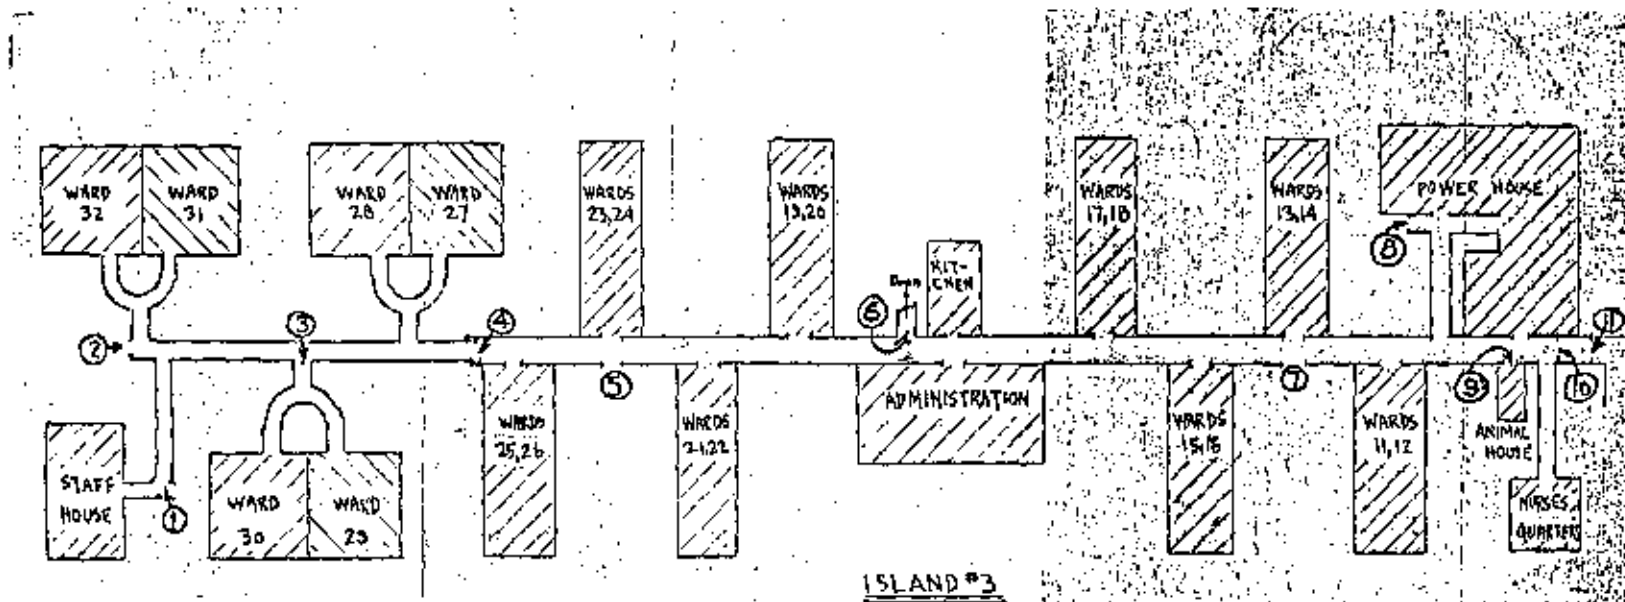 WARD
32
WARD
31
WARD
28
WARD
27
WARDS
23,24
WARDS
19,20
KIT-
CHEN
WARDS
17,18
WARDS
13,14
POWER HOUSE
8
6
3
4
2
11
5
7
9
10
ADMINISTRATION
WARDS
25,26
WARDS
21,22
WARDS
WARDS
11,12
ANIMAL
HOUSE
STAFF
HOUSE
1
WARD
30
WARD
29
NURSES
QUARTERS
ISLAND #3